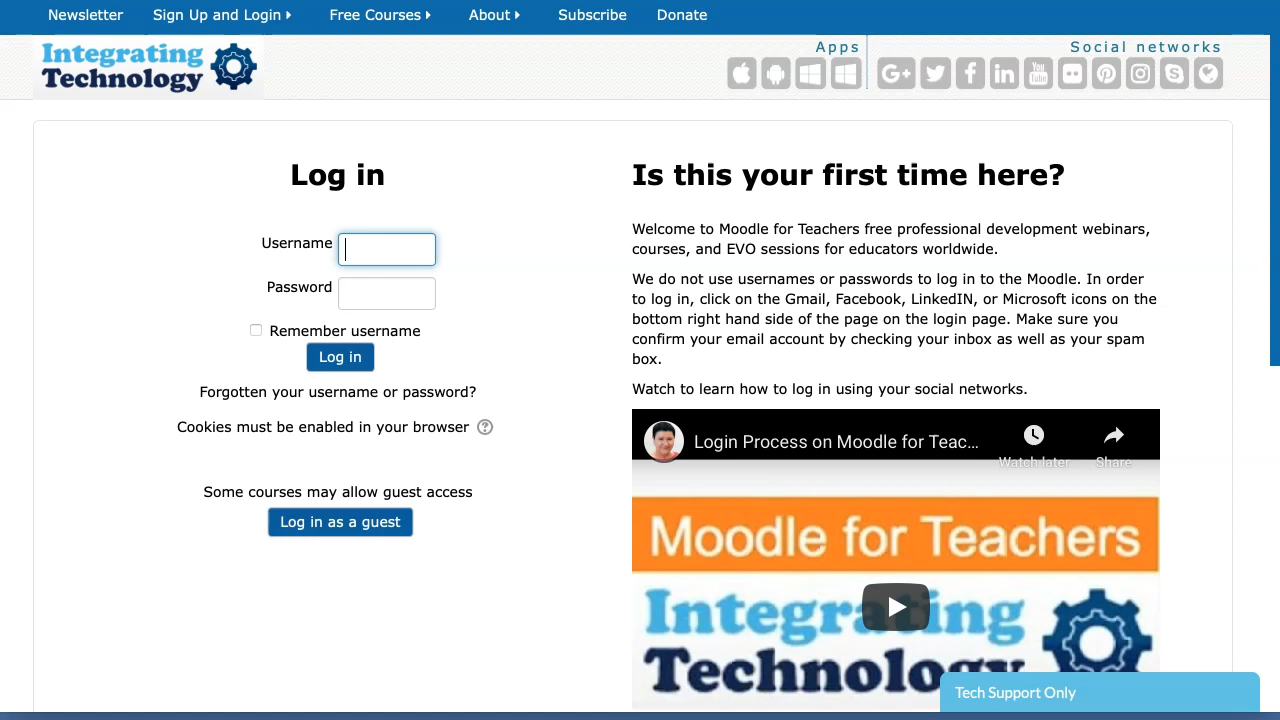 Newsletter Sign Up and Login Free Courses About Subscribe Donate
Integrating
Technology
Apps
Social networks
G+ f in You Tube
Log in
Username
Password
Remember username
Log in
Forgotten your username or password?
Cookies must be enabled in your browser ?
Some courses may allow guest access
Log in as a guest
Is this your first time here?
Welcome to Moodle for Teachers free professional development webinars,
courses, and EVO sessions for educators worldwide.
We do not use usernames or passwords to log in to the Moodle. In order
to log in, click on the Gmail, Facebook, LinkedIN, or Microsoft icons on the
bottom right hand side of the page on the login page. Make sure you
confirm your email account by checking your inbox as well as your spam
box.
Watch to learn how to log in using your social networks.
Login Process on Moodle for Teac...
Watch later Share
Moodle for Teachers
Integrating
Technology
Tech Support Only